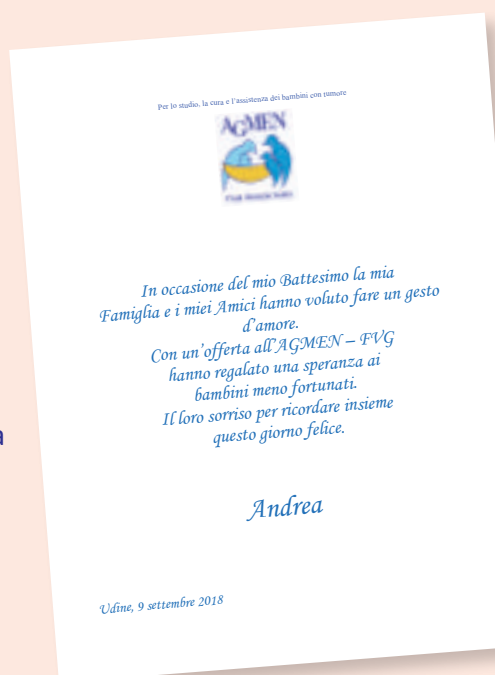 Per lo studio, la cura e l'assistenza dei bambini con tumore
AGMEN
In occasione del mio Battesimo la mia
Famiglia e i miei Amici hanno voluto fare un gesto
d'amore.
Con un'offerta all'AGMEN – FVG
hanno regalato una speranza ai
bambini meno fortunati.
Il loro sorriso per ricordare insieme
questo giorno felice.
a
Andrea
Udine, 9 settembre 2018